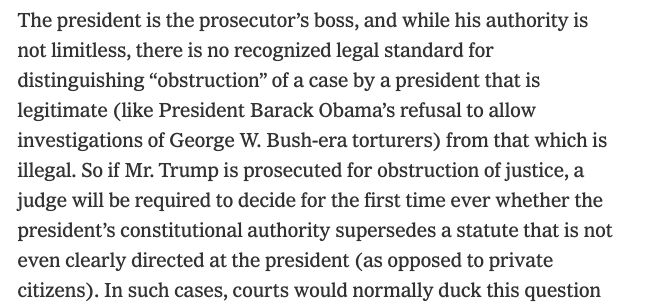 The president is the prosecutor’s boss, and while his authority is
not limitless, there is no recognized legal standard for
distinguishing “obstruction” of a case by a president that is
legitimate (like President Barack Obama’s refusal to allow
investigations of George W. Bush-era torturers) from that which is
illegal. So if Mr. Trump is prosecuted for obstruction of justice, a
judge will be required to decide for the first time ever whether the
president’s constitutional authority supersedes a statute that is not
even clearly directed at the president (as opposed to private
citizens). In such cases, courts would normally duck this question